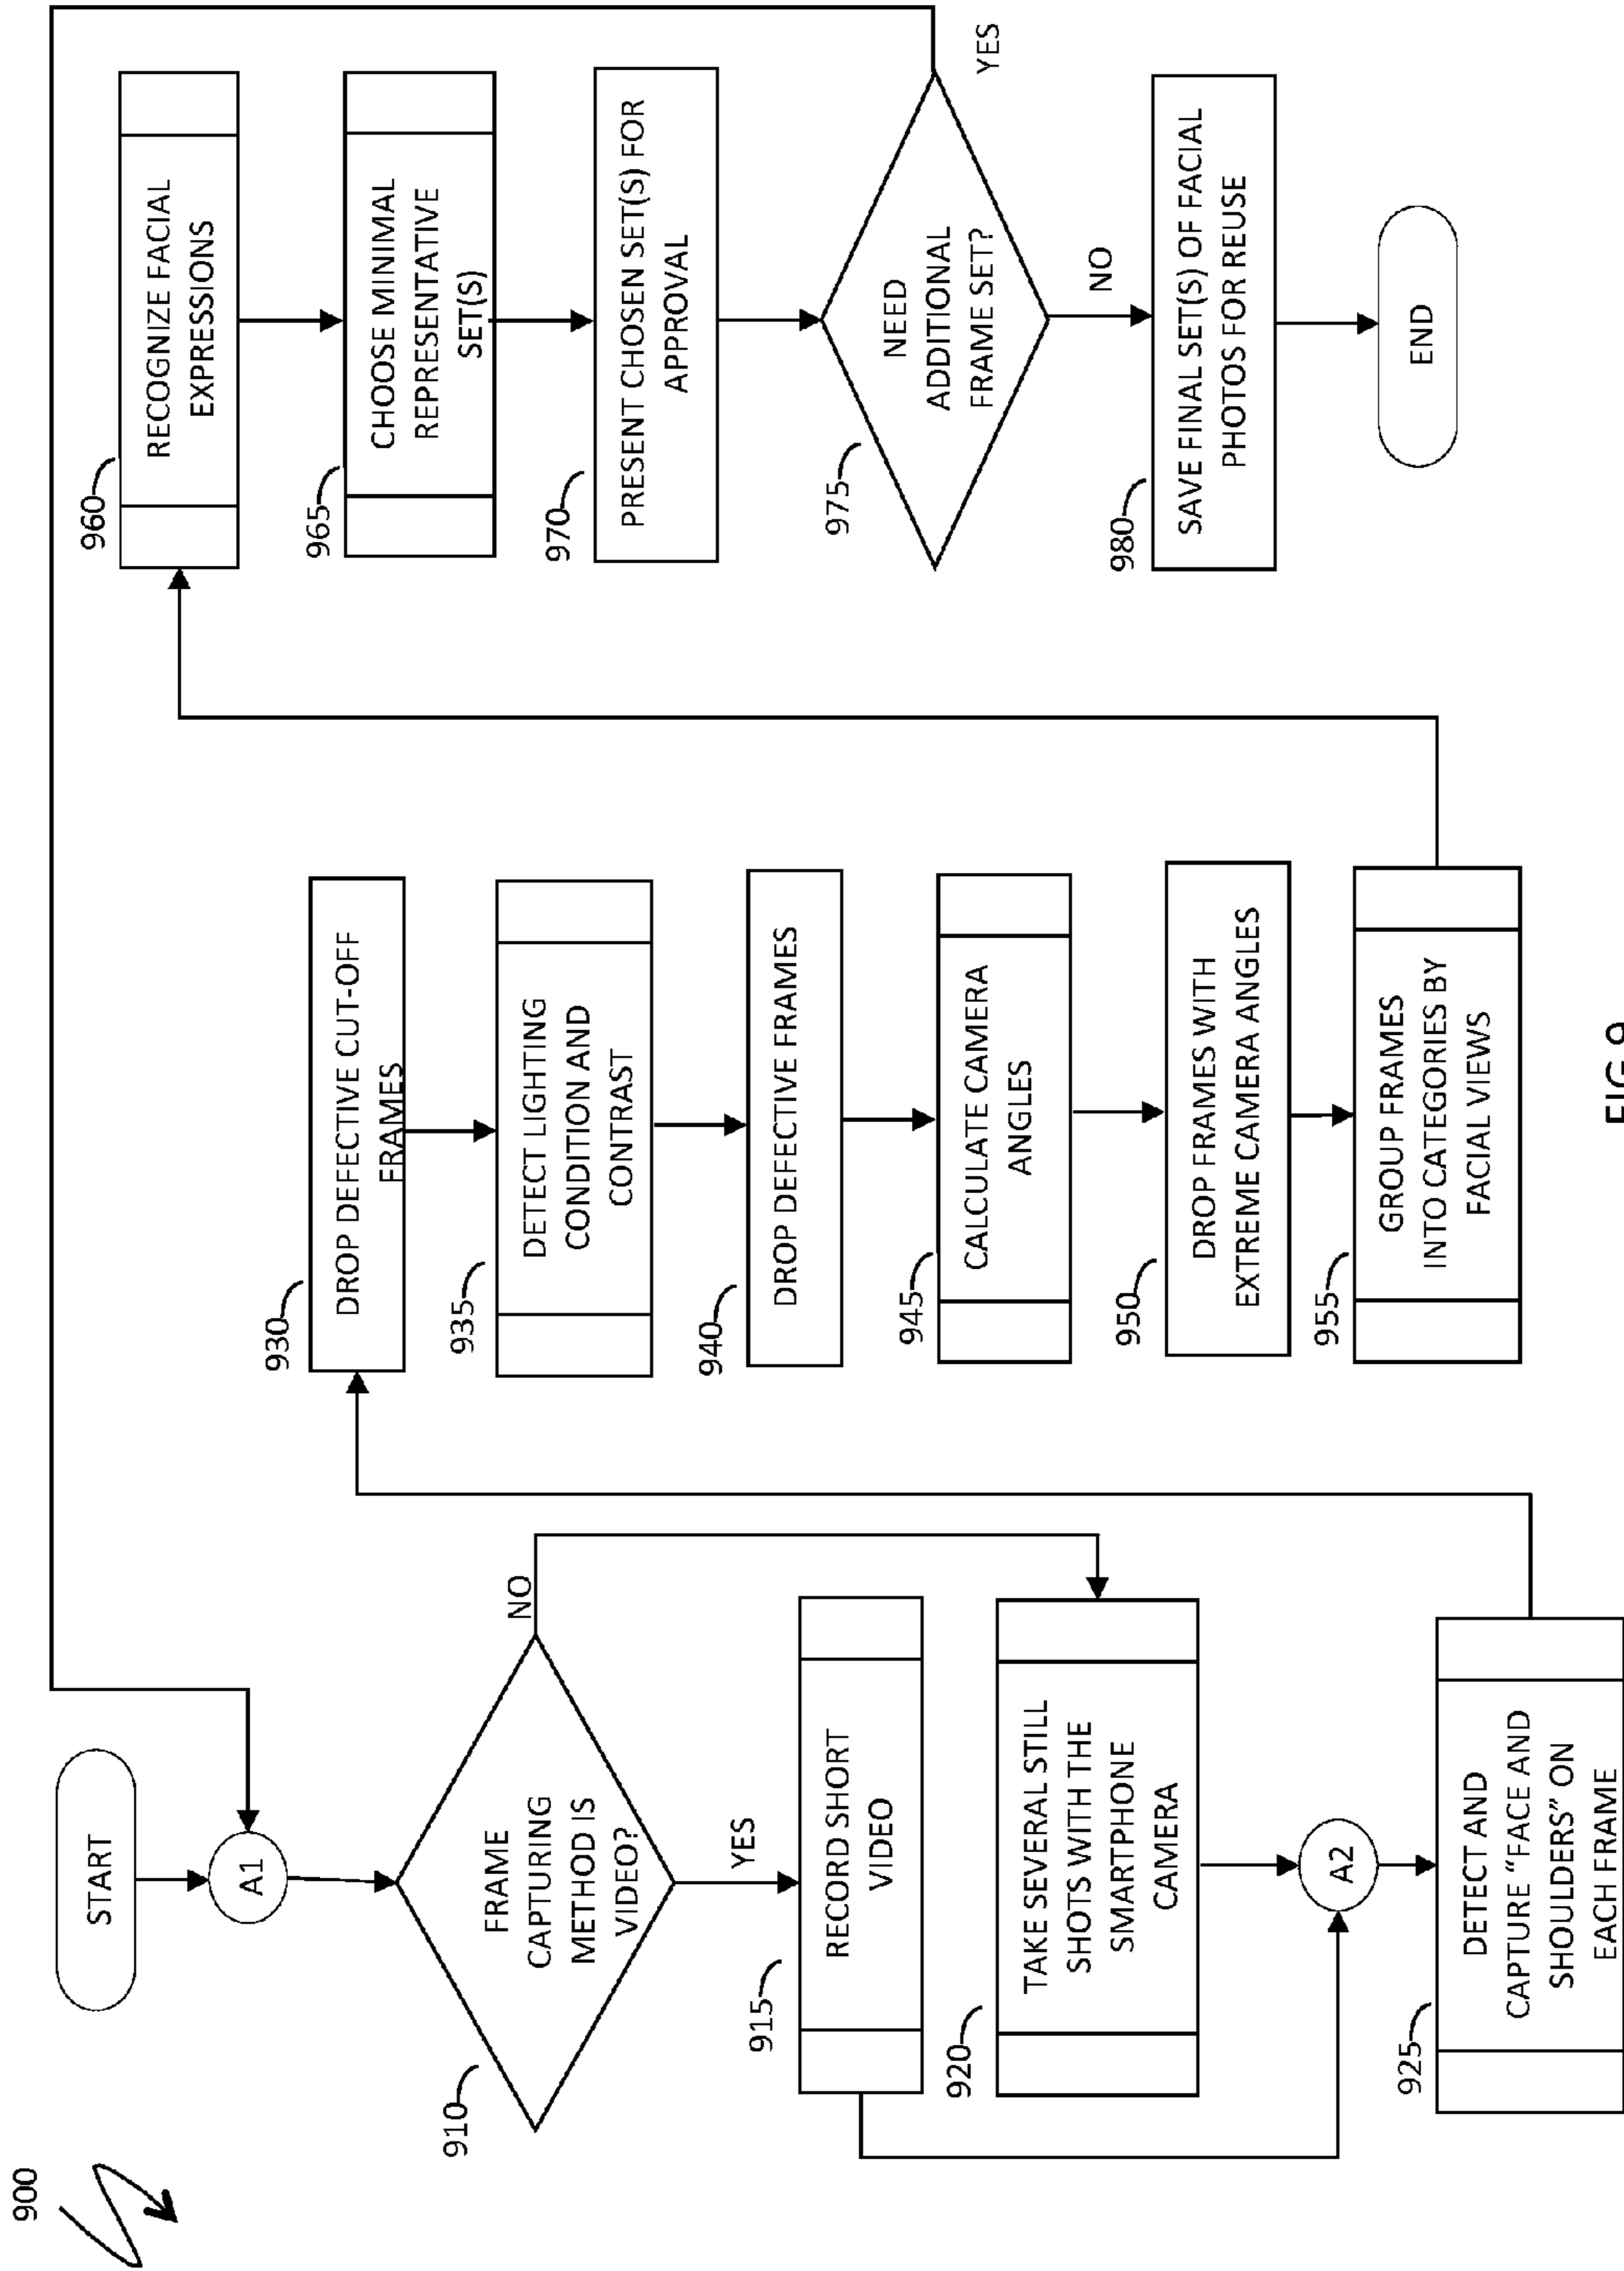 900
START
A1
910
FRAME
CAPTURING
METHOD IS
VIDEO?
NO
YES
915
RECORD SHORT
VIDEO
920
TAKE SEVERAL STILL
SHOTS WITH THE
SMARTPHONE
CAMERA
A2
925
DETECT AND
CAPTURE "FACE AND
SHOULDERS" ON
EACH FRAME
930
DROP DEFECTIVE CUT-OFF
FRAMES
935
DETECT LIGHTING
CONDITION AND
CONTRAST
940
DROP DEFECTIVE FRAMES
945
CALCULATE CAMERA
ANGLES
950
DROP FRAMES WITH
EXTREME CAMERA ANGLES
955
GROUP FRAMES
INTO CATEGORIES BY
FACIAL VIEWS
960
RECOGNIZE FACIAL
EXPRESSIONS
965
CHOOSE MINIMAL
REPRESENTATIVE
SET(S)
970
PRESENT CHOSEN SET(S) FOR
APPROVAL
975
NEED
ADDITIONAL
FRAME SET?
YES
NO
980
SAVE FINAL SET(S) OF FACIAL
PHOTOS FOR REUSE
END
FIG 9